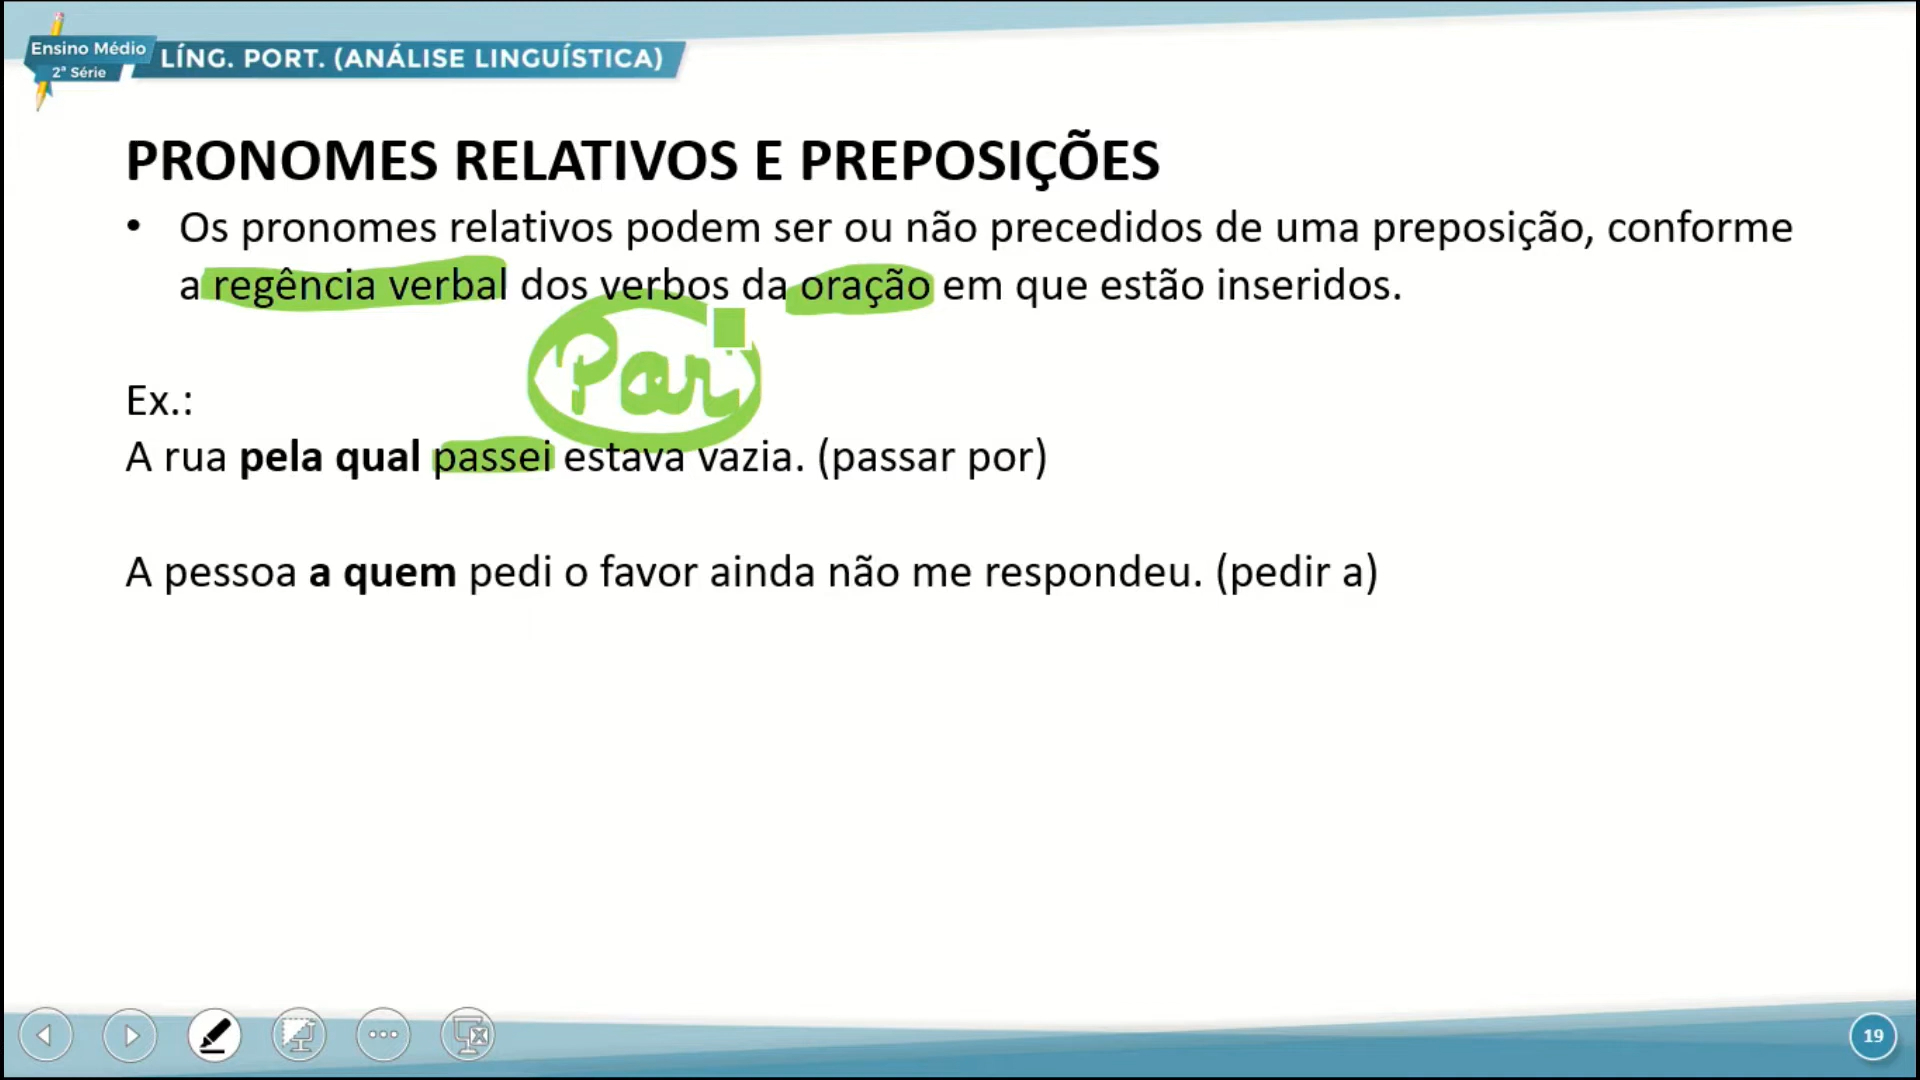 Ensino Médio
2ª Série
LÍNG. PORT. (ANÁLISE LINGUÍSTICA)
PRONOMES RELATIVOS E PREPOSIÇÕES
• Os pronomes relativos podem ser ou não precedidos de uma preposição, conforme
a regência verbal dos verbos da oração em que estão inseridos.
Por
Ex.:
A rua pela qual passei estava vazia. (passar por)
A pessoa a quem pedi o favor ainda não me respondeu. (pedir a)
19